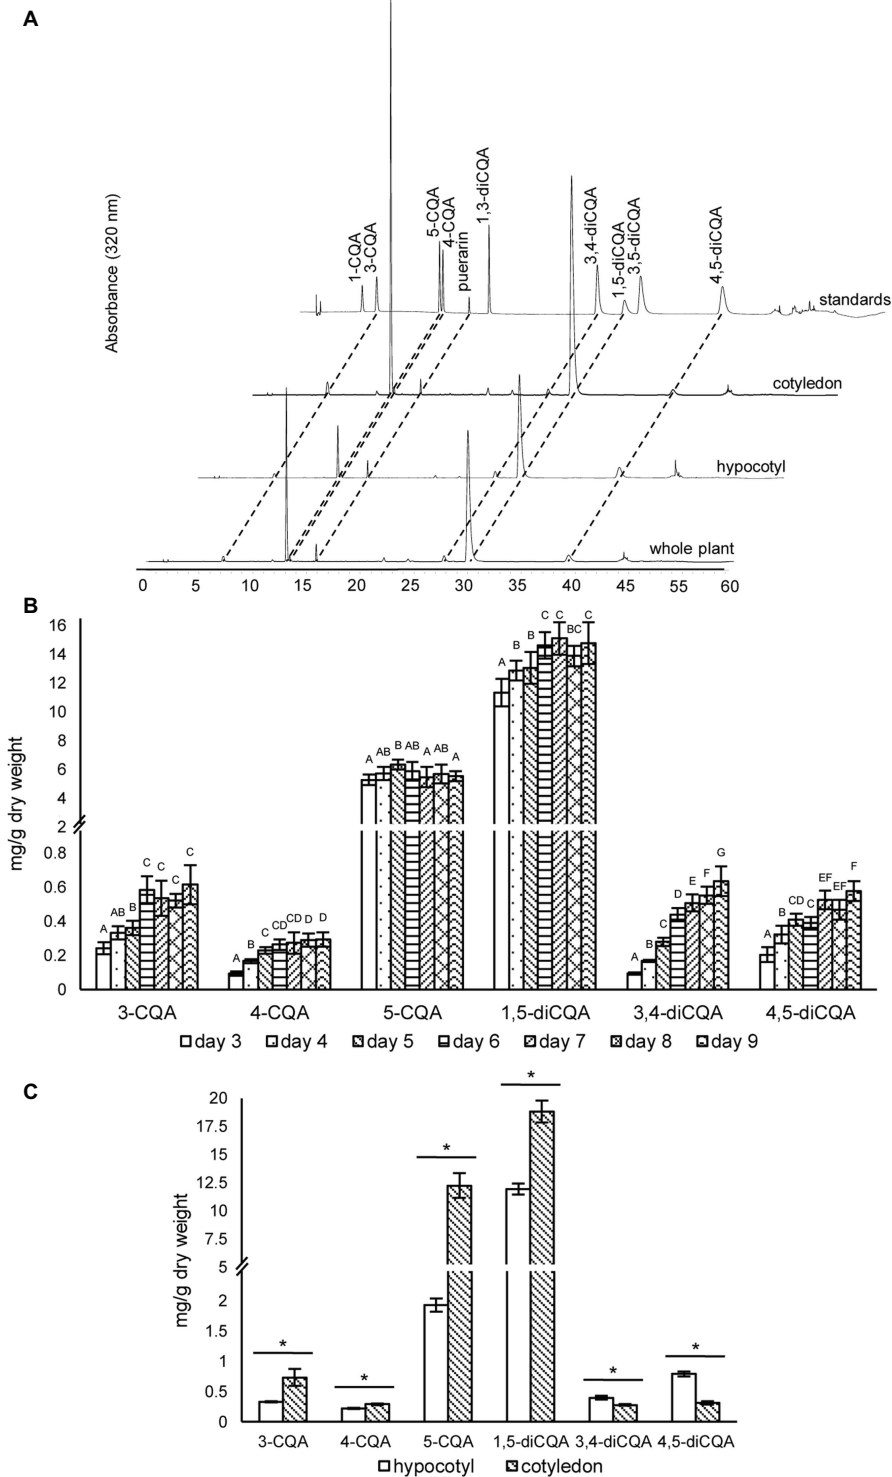 A
Absorbance (320 nm)
1-CQA
3-CQA
5-CQA
4-CQA
puerarin
1,3-diCQA
3,4-diCQA
1,5-diCQA
3,5-diCQA
4,5-diCQA
standards
cotyledon
hypocotyl
whole plant
0 5 10 15 20 25 30 35 40 45 55 60
B
mg/g dry weight
16
14
12
10
8
6
4
2
0.8
0.6
0.4
0.2
0
A AB B C C C C
A B C CD CD D D
A AB B AB A AB A
A B B C C BC C
A B C D E F G
A B CD C EF EF F
3-CQA 4-CQA 5-CQA 1,5-diCQA 3,4-diCQA 4,5-diCQA
day 3 day 4 day 5 day 6 day 7 day 8 day 9
C
mg/g dry weight
20
17.5
15
12.5
10
7.5
5
2
1.5
1
0.5
0
* * * * * *
3-CQA 4-CQA 5-CQA 1,5-diCQA 3,4-diCQA 4,5-diCQA
hypocotyl cotyledon